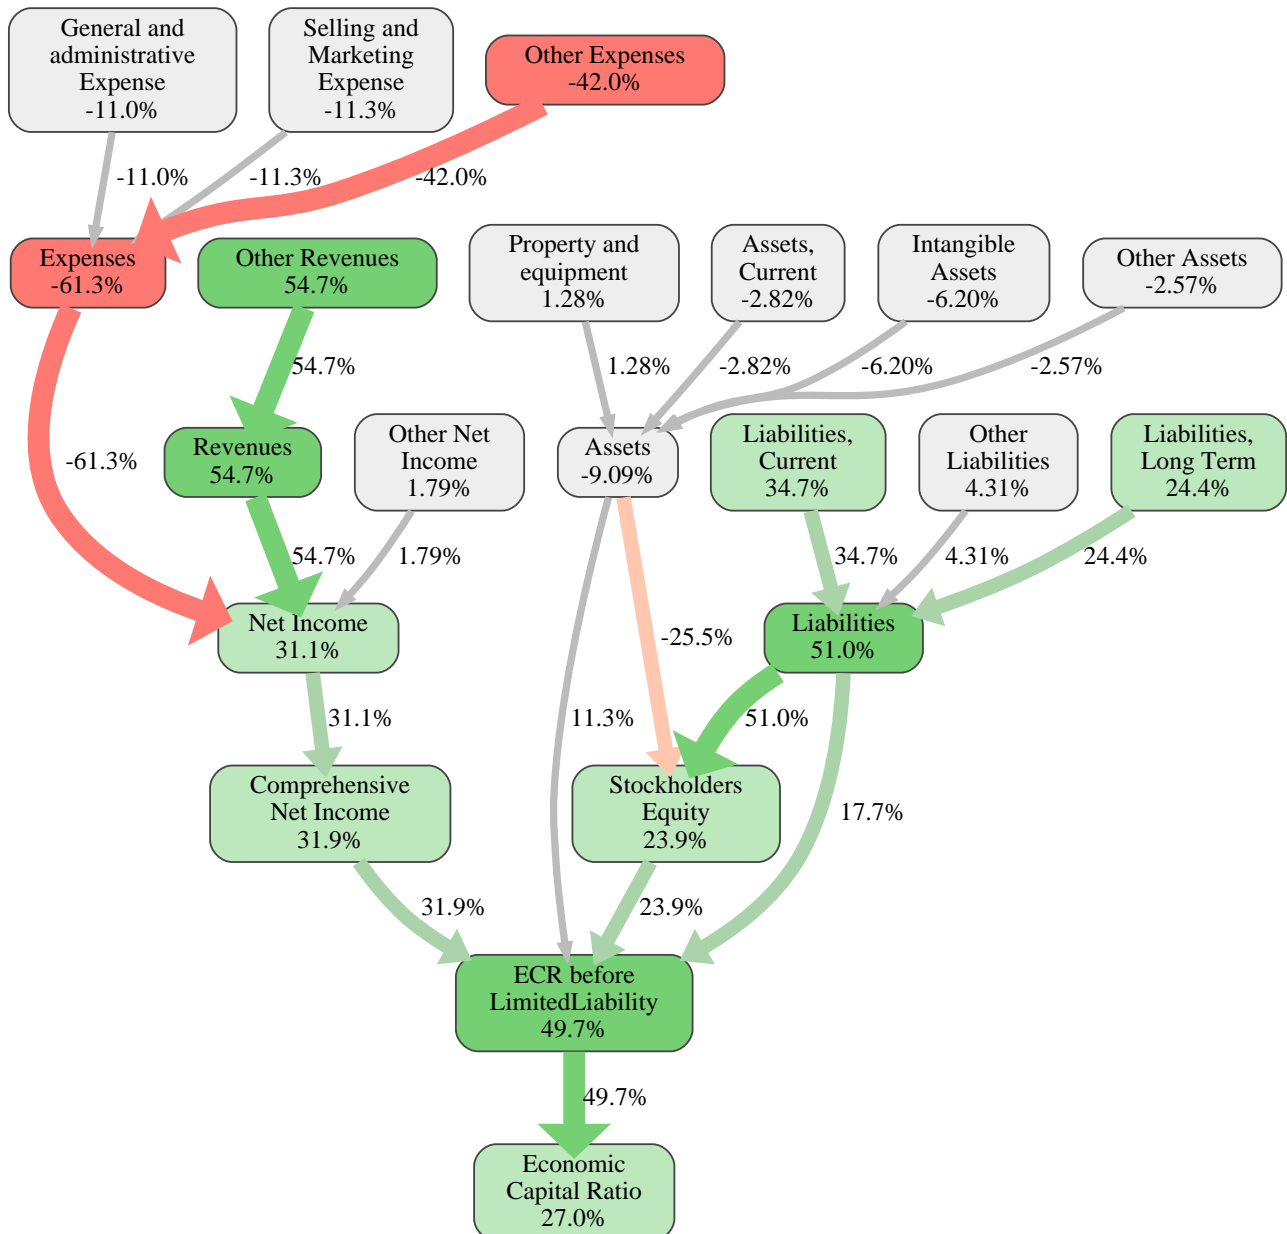 General and
administrative
Expense
-11.0%
Selling and
Marketing
Expense
-11.3%
Other Expenses
-42.0%
-11.0%
-11.3%
-42.0%
Expenses
-61.3%
Other Revenues
54.7%
Property and
equipment
1.28%
Assets,
Current
-2.82%
Intangible
Assets
-6.20%
Other Assets
-2.57%
54.7%
1.28%
-2.82%
-6.20%
-2.57%
-61.3%
Revenues
54.7%
Other Net
Income
1.79%
Assets
-9.09%
Liabilities,
Current
34.7%
Other
Liabilities
4.31%
Liabilities,
Long Term
24.4%
54.7%
1.79%
34.7%
4.31%
24.4%
Net Income
31.1%
-25.5%
Liabilities
51.0%
31.1%
11.3%
51.0%
Comprehensive
Net Income
31.9%
Stockholders
Equity
23.9%
17.7%
31.9%
23.9%
ECR before
LimitedLiability
49.7%
49.7%
Economic
Capital Ratio
27.0%